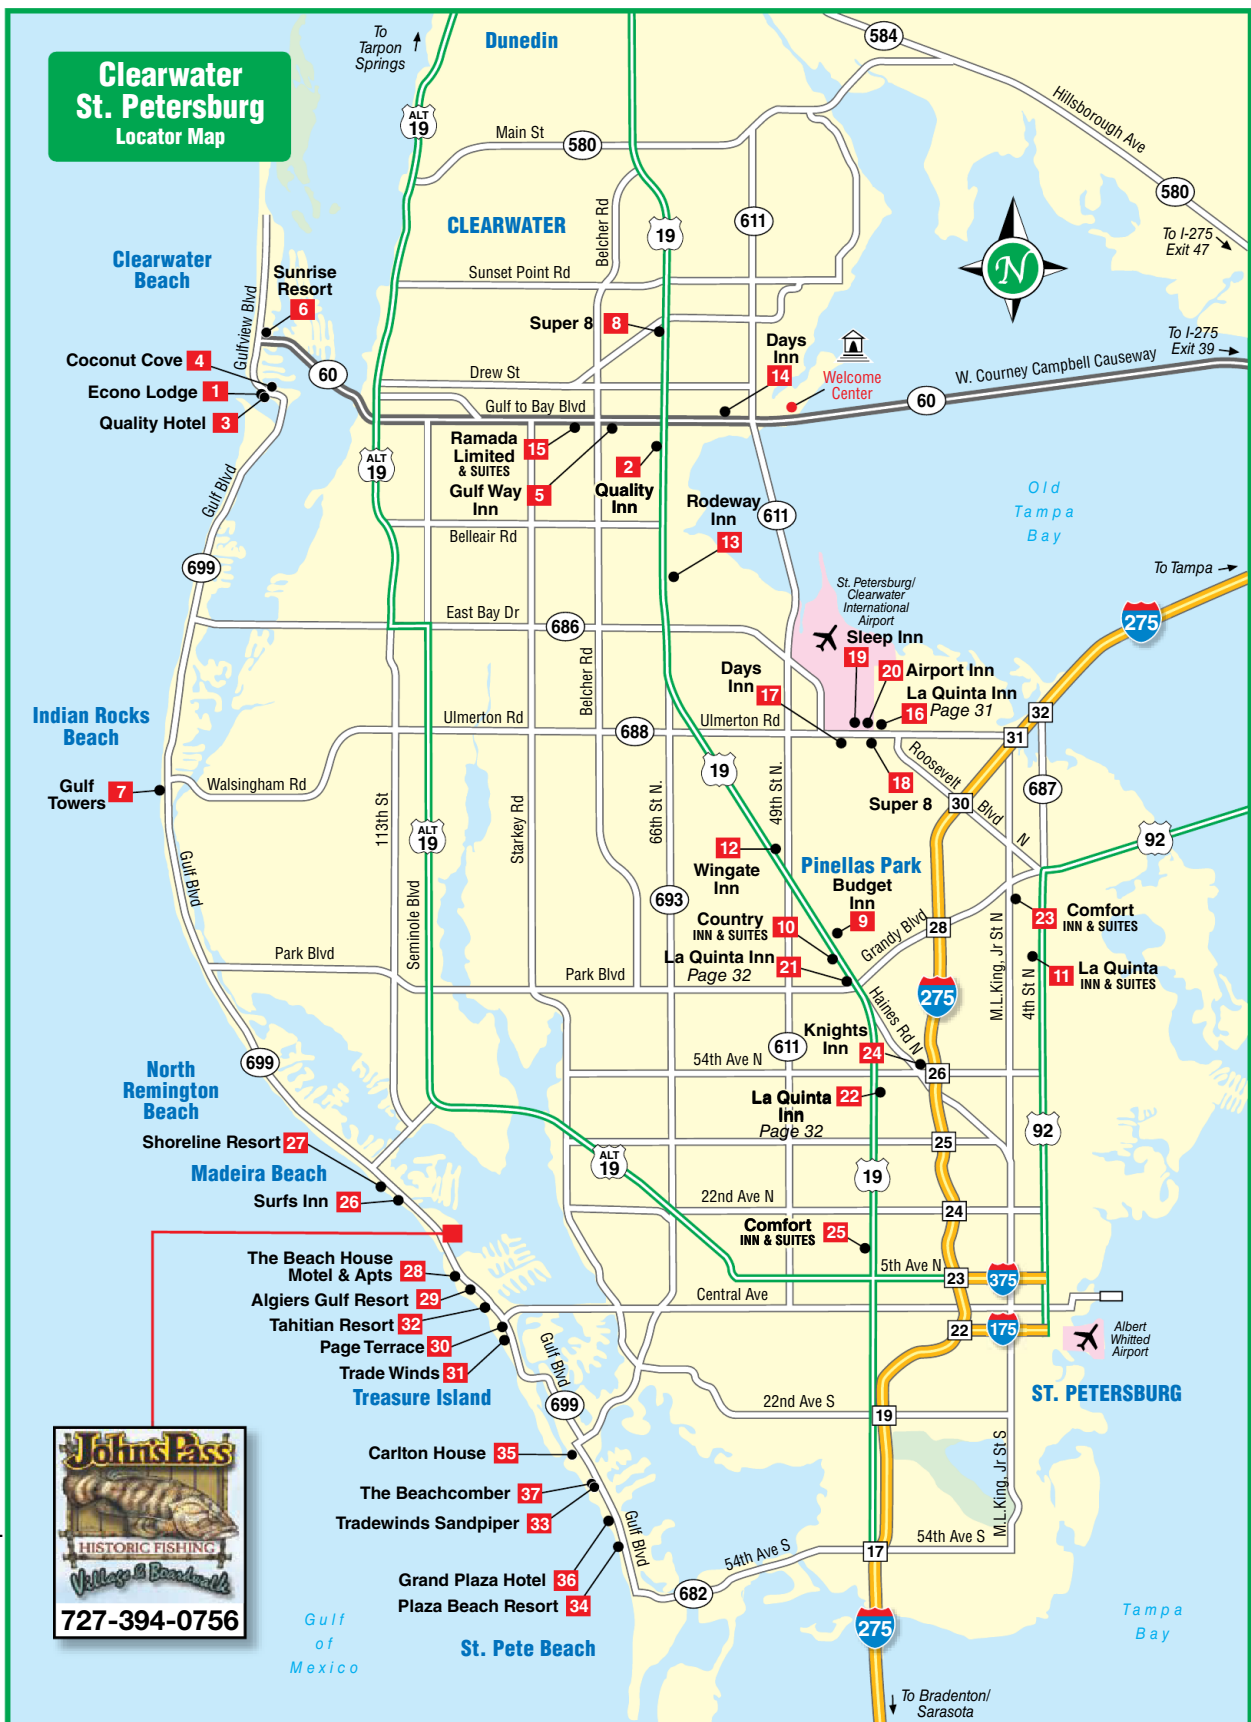 To
Tarpon
Springs
Dunedin
584
Clearwater
St. Petersburg
Locator Map
ALT
19
Main St
580
Hillsborough Ave
580
Belcher Rd
CLEARWATER
19
611
To I-275
Exit 47
N
Clearwater
Beach
Sunset Point Rd
Sunrise
Resort
6
Gulfview Blvd
Super 8 8
Days
Inn
14
Welcome
Center
To I-275
Exit 39
W. Courney Campbell Causeway
60
Coconut Cove 4
60
Drew St
Econo Lodge 1
Gulf to Bay Blvd
Quality Hotel 3
Ramada
Limited
& SUITES
15
ALT
19
2
Quality
Inn
Gulf Way
Inn
5
Gulf Blvd
Rodeway
Inn
13
611
Old
Tampa
Bay
Belleair Rd
699
To Tampa
St. Petersburg/
Clearwater
International
Airport
East Bay Dr
686
275
Sleep Inn
19
20 Airport Inn
Belcher Rd
Days
Inn
17
La Quinta Inn
16 Page 31
Indian Rocks
Beach
Ulmerton Rd
688
Ulmerton Rd
32
31
Roosevelt Blvd N
19
18
Super 8
687
30
Gulf
Towers
7
Walsingham Rd
113th St
Starkey Rd
66th St N.
49th St N.
ALT
19
92
12
Wingate
Inn
Pinellas Park
Budget
Inn
9
Gulf Blvd
Seminole Blvd
693
Country
INN & SUITES
10
Grandy Blvd
28
23
Comfort
INN & SUITES
M.L.King, Jr St N
4th St N
Park Blvd
Park Blvd
La Quinta Inn
Page 32
21
11 La Quinta
INN & SUITES
275
Haines Rd N
699
Knights
Inn
24
611
54th Ave N
26
North
Remington
Beach
La Quinta
Inn
Page 32
22
92
Shoreline Resort 27
25
Madeira Beach
ALT
19
19
Surfs Inn 26
22nd Ave N
24
Comfort
INN & SUITES
25
The Beach House
Motel & Apts
28
5th Ave N
23
375
Algiers Gulf Resort 29
Central Ave
Tahitian Resort 32
22
175
Albert
Whitted
Airport
Page Terrace 30
Trade Winds 31
Gulf Blvd
Treasure Island
ST. PETERSBURG
699
22nd Ave S
19
John'sPass
HISTORIC FISHING
Village & Boardwalk
727-394-0756
Carlton House 35
The Beachcomber 37
Tradewinds Sandpiper 33
Gulf Blvd
M.L.King, Jr St S
54th Ave S
17
54th Ave S
Grand Plaza Hotel 36
682
Plaza Beach Resort 34
275
Gulf
of
Mexico
Tampa
Bay
St. Pete Beach
To Bradenton/
Sarasota